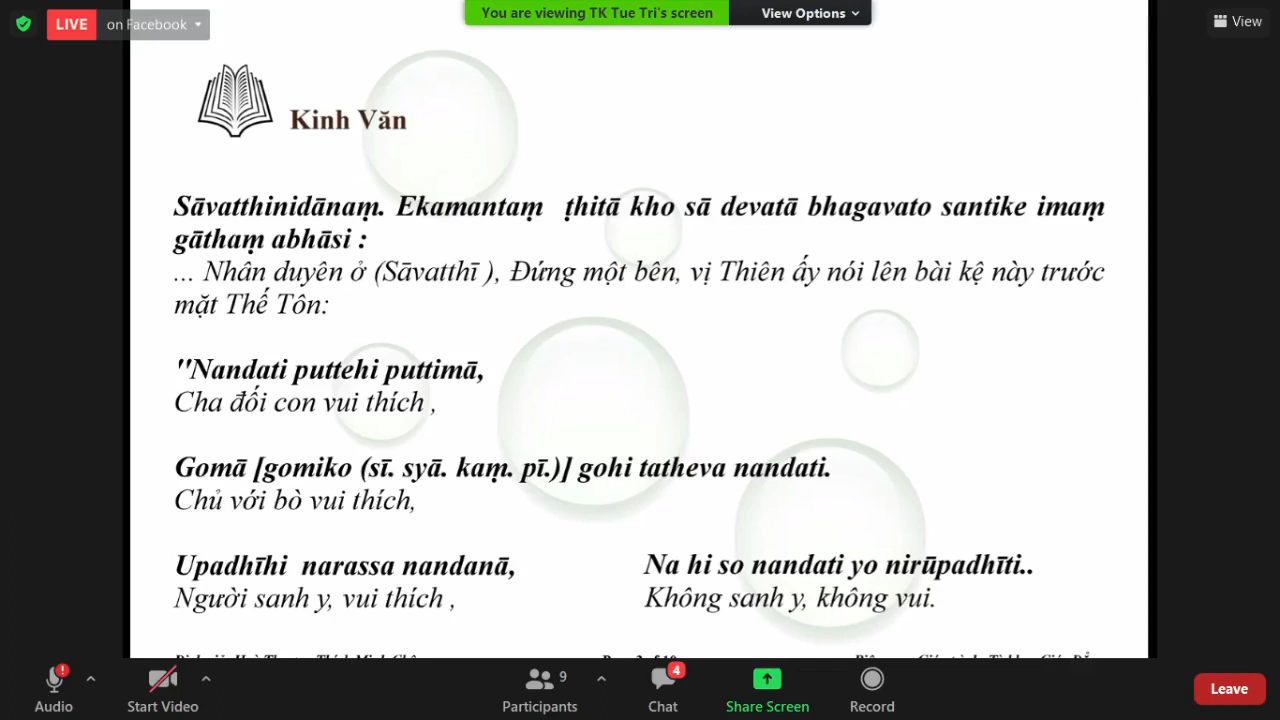 LIVE on Facebook
You are viewing TK Tue Tri's screen View Options
View
Kinh Văn
Sāvatthinidānaṃ. Ekamantaṃ ṭhitā kho sā devatā bhagavato santike imaṃ
gāthaṃ abhāsi :
... Nhân duyên ở (Sāvatthī ), Đứng một bên, vị Thiên ấy nói lên bài kệ này trước
mặt Thế Tôn:
"Nandati puttehi puttimā,
Cha đối con vui thích ,
Gomā [gomiko (sī. syā. kaṃ. pī.)] gohi tatheva nandati.
Chủ với bò vui thích,
Upadhīhi narassa nandanā, Na hi so nandati yo nirūpadhīti..
Người sanh y, vui thích , Không sanh y, không vui.
Audio
Start Video
9
Participants
4
Chat
Share Screen
Record
Leave